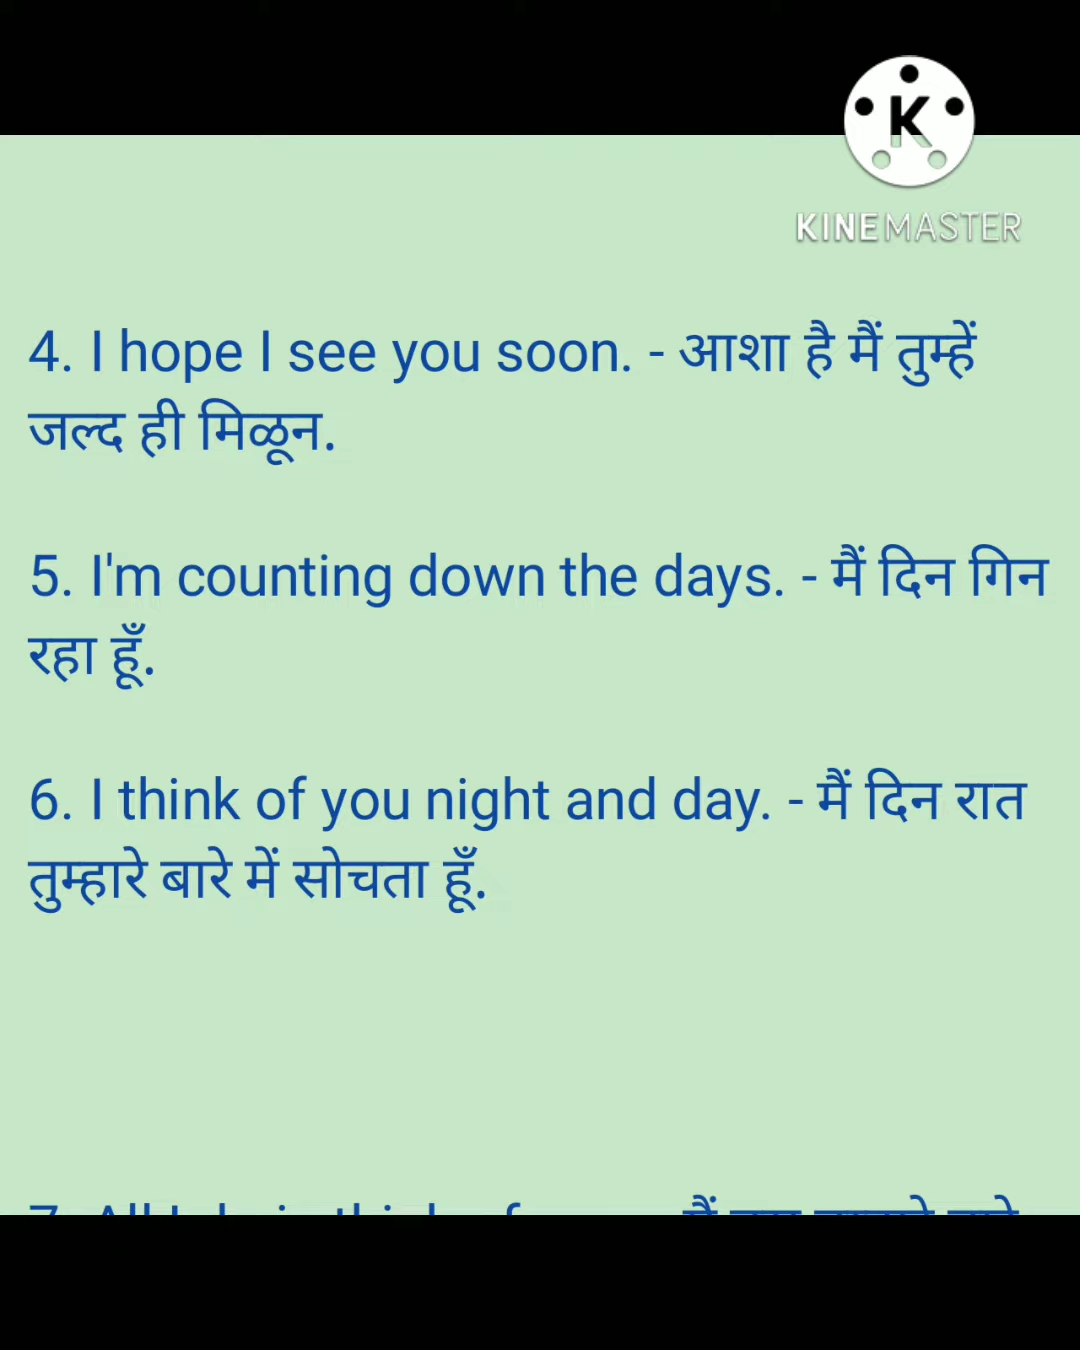 K
KINEMASTER
4. I hope I see you soon. - आशा है मैं तुम्हें
जल्द ही मिळून.
5. I'm counting down the days. - मैं दिन गिन
रहा हूँ.
6. I think of you night and day. - मैं दिन रात
तुम्हारे बारे में सोचता हूँ.